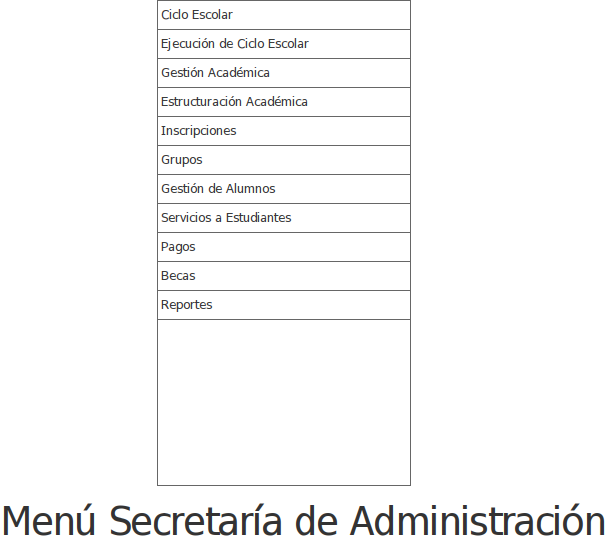 Ciclo Escolar
Ejecución de Ciclo Escolar
Gestión Académica
Estructuración Académica
Inscripciones
Grupos
Gestión de Alumnos
Servicios a Estudiantes
Pagos
Becas
Reportes
Menú Secretaría de Administración